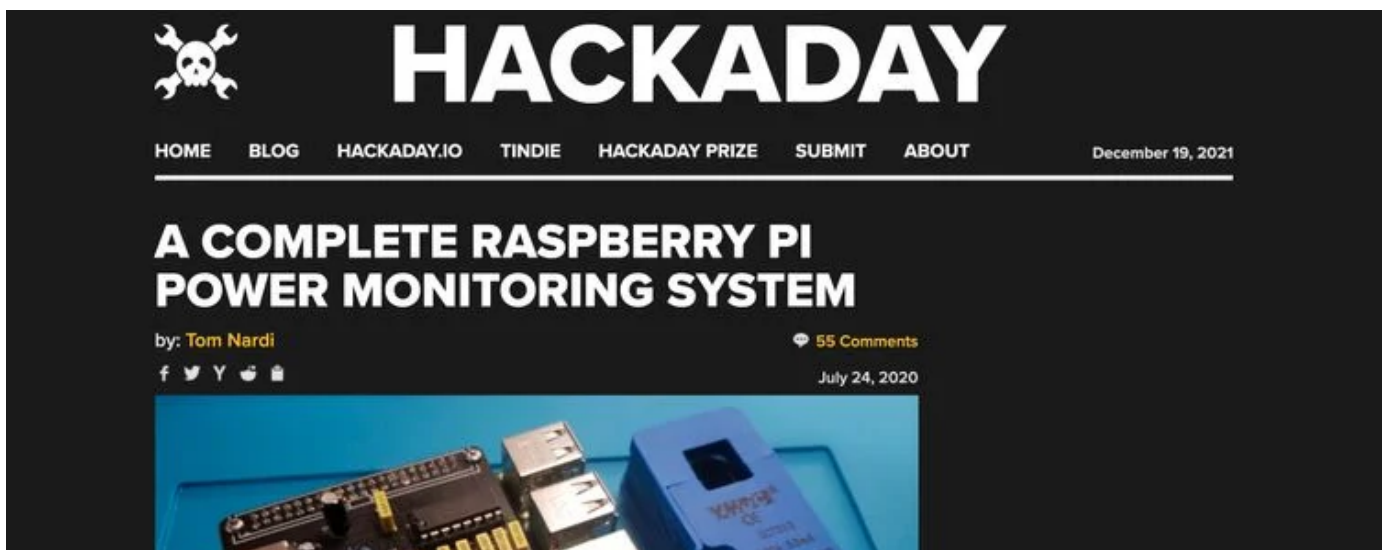 HACKADAY
HOME BLOG HACKADAY.IO TINDIE HACKADAY PRIZE SUBMIT ABOUT December 19, 2021
A COMPLETE RASPBERRY PI
POWER MONITORING SYSTEM
by: Tom Nardi 55 Comments
July 24, 2020
CE